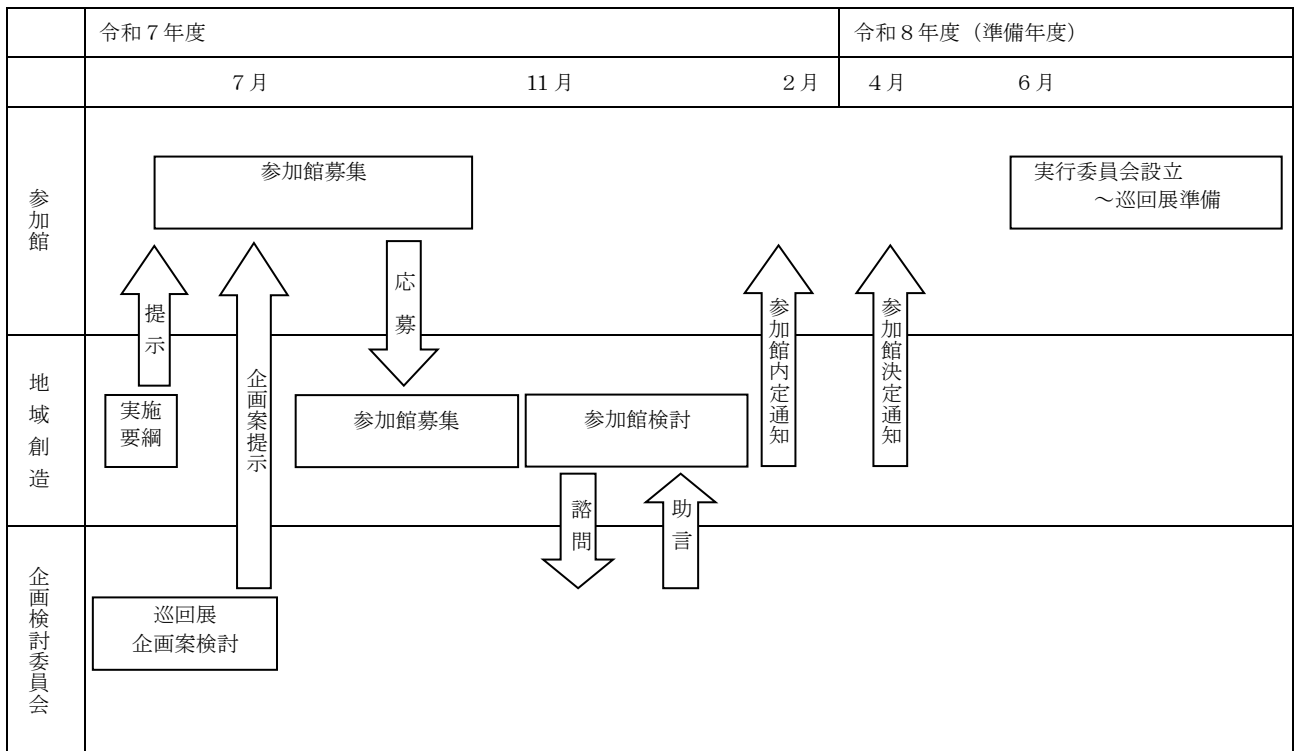 令和７年度
令和８年度（準備年度）
７月
11月
２月
４月
６月
参加館
参加館募集
実行委員会設立
～巡回展準備
提示
企画案提示
応募
参加館内定通知
参加館決定通知
地域創造
実施
要綱
参加館募集
参加館検討
諮問
助言
企画検討委員会
巡回展
企画案検討